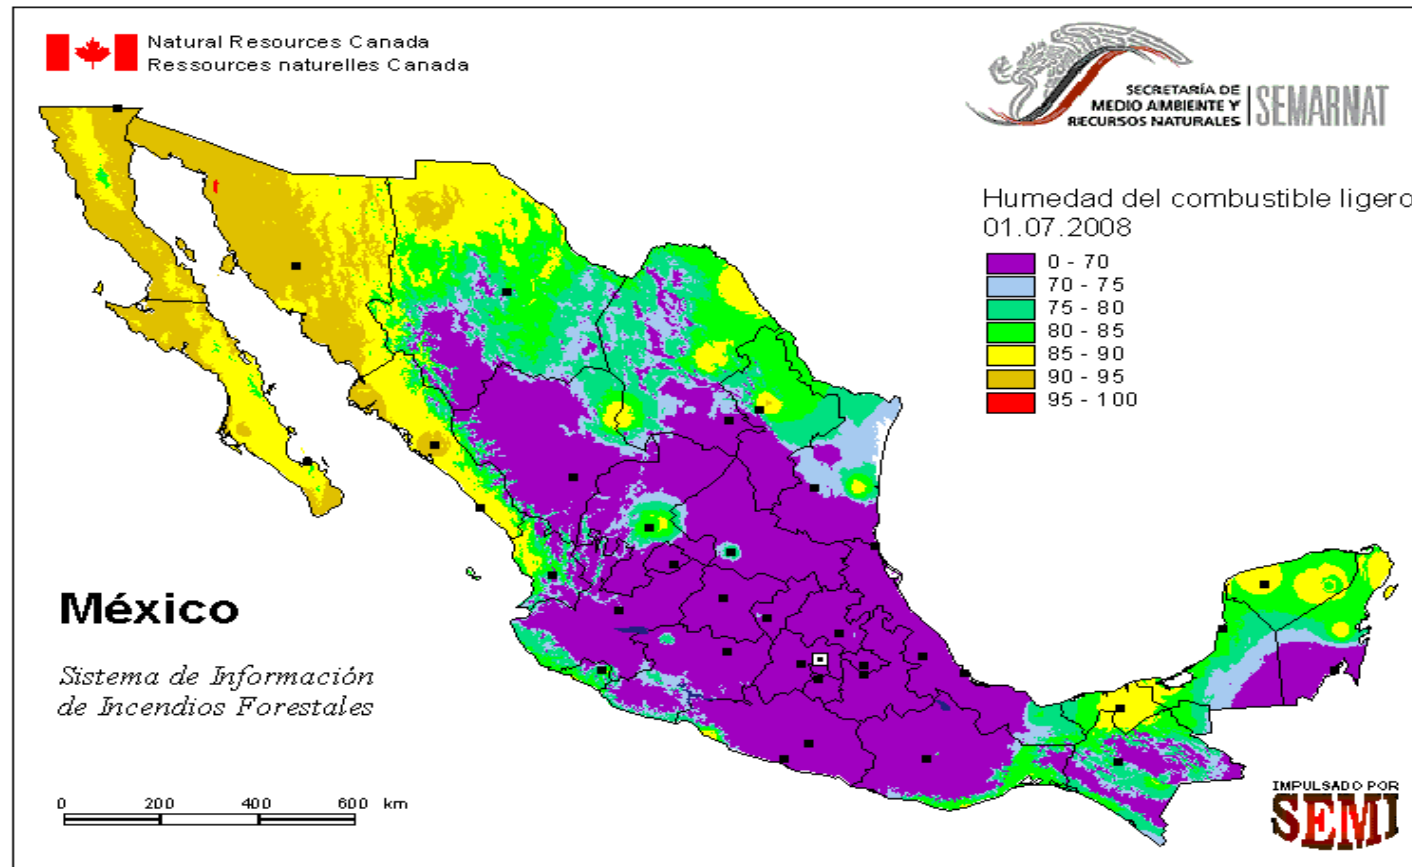 Natural Resources Canada
Ressources naturelles Canada
SECRETARÍA DE
MEDIO AMBIENTE Y
RECURSOS NATURALES
SEMARNAT
Humedad del combustible ligero
01.07.2008
0 - 70
70 - 75
75 - 80
80 - 85
85 - 90
90 - 95
95 - 100
México
Sistema de Información
de Incendios Forestales
0 200 400 600 km
IMPULSADO POR
SEMI